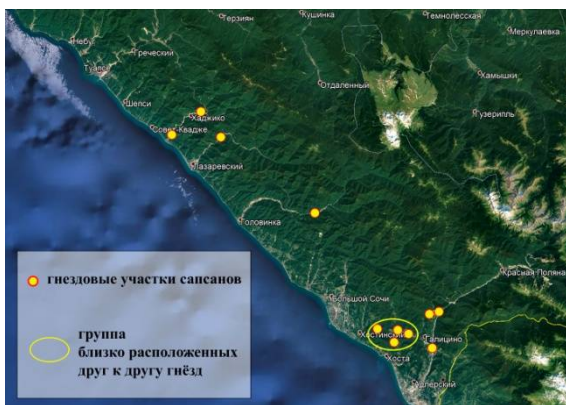 Терзиян
Кушинка
Темнолесская
Меркулаевка
Небуг
Греческий
Туапсе
Отдаленный
Хамышки
Шепси
Хаджико
Гузерипль
Совет-Квадже
Лазаревский
Головинка
Красная Поляна
Большой Сочи
Хостинский
Галицино
Хоста
Адлерский
гнездовые участки сапсанов
группа
близко расположенных
друг к другу гнёзд